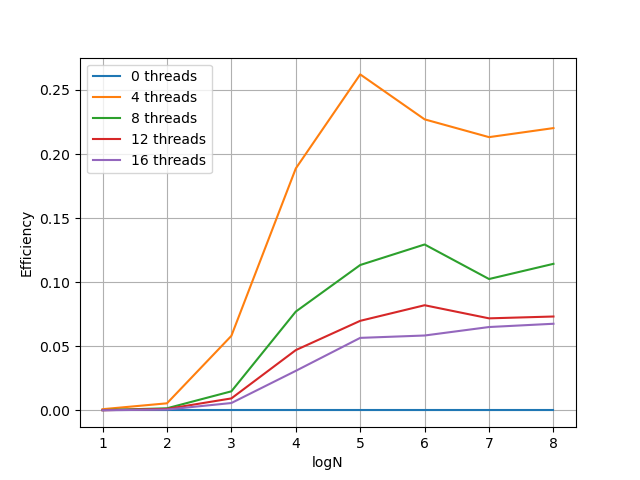 0 threads
4 threads
8 threads
12 threads
16 threads
0.25
0.20
0.15
0.10
0.05
0.00
Efficiency
1 2 3 4 5 6 7 8
logN